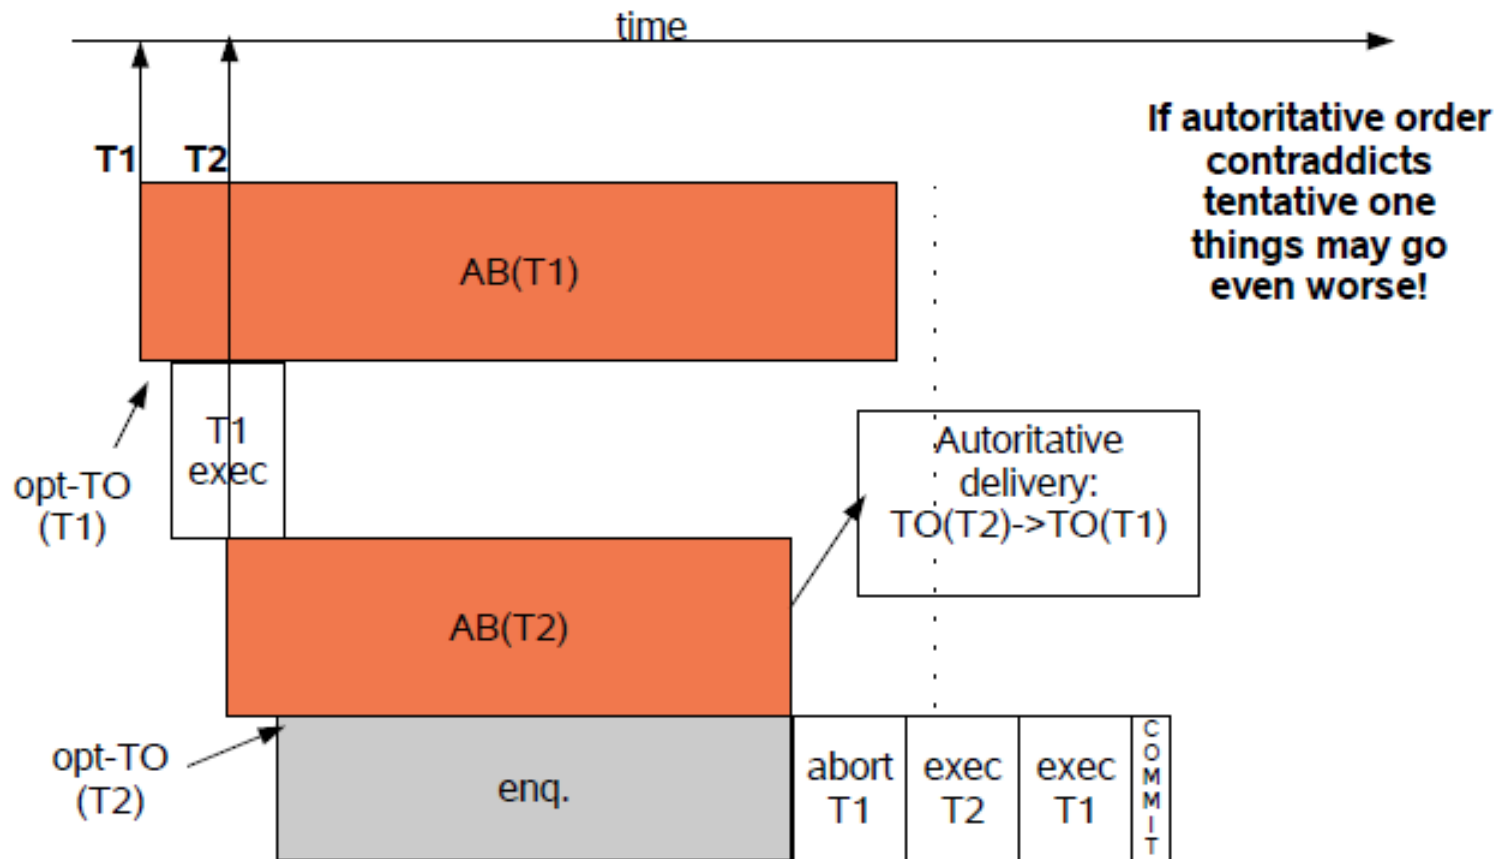 time
If autoritative order
contraddicts
tentative one
things may go
even worse!
T1
T2
AB(T1)
T1
exec
opt-TO
(T1)
Autoritative
delivery:
TO(T2)->TO(T1)
AB(T2)
opt-TO
(T2)
enq.
abort
T1
exec
T2
exec
T1
COMMIT